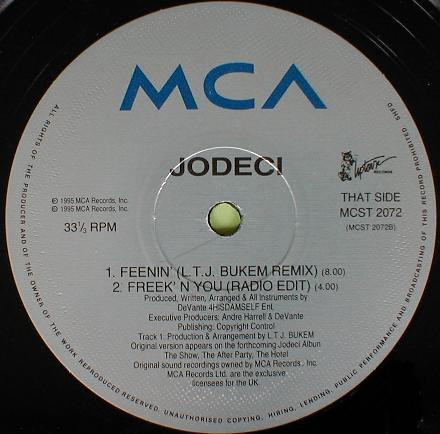 MCA
JODECI
Uptown
RECORDS
℗ 1995 MCA Records, Inc.
© 1995 MCA Records, Inc.
33⅓ RPM
THAT SIDE
MCST 2072
(MCST 2072B)
1. FEENIN' (L.T.J. BUKEM REMIX) (8.00)
2. FREEK' N YOU (RADIO EDIT) (4.00)
Produced, Written, Arranged & All Instruments by
DeVante 4HISDAMSELF Ent.
Executive Producers: Andre Harrell & DeVante
Publishing: Copyright Control
Track 1: Production & Arrangement by L.T.J. BUKEM
Original version appears on the forthcoming Jodeci Album
The Show, The After Party, The Hotel
Original sound recordings owned by MCA Records, Inc.
MCA Records Ltd. are the exclusive
licensees for the UK
ALL RIGHTS OF THE PRODUCER AND OF THE OWNER OF THE WORK REPRODUCED RESERVED. UNAUTHORISED COPYING, HIRING, LENDING, PUBLIC PERFORMANCE AND BROADCASTING OF THIS RECORD PROHIBITED